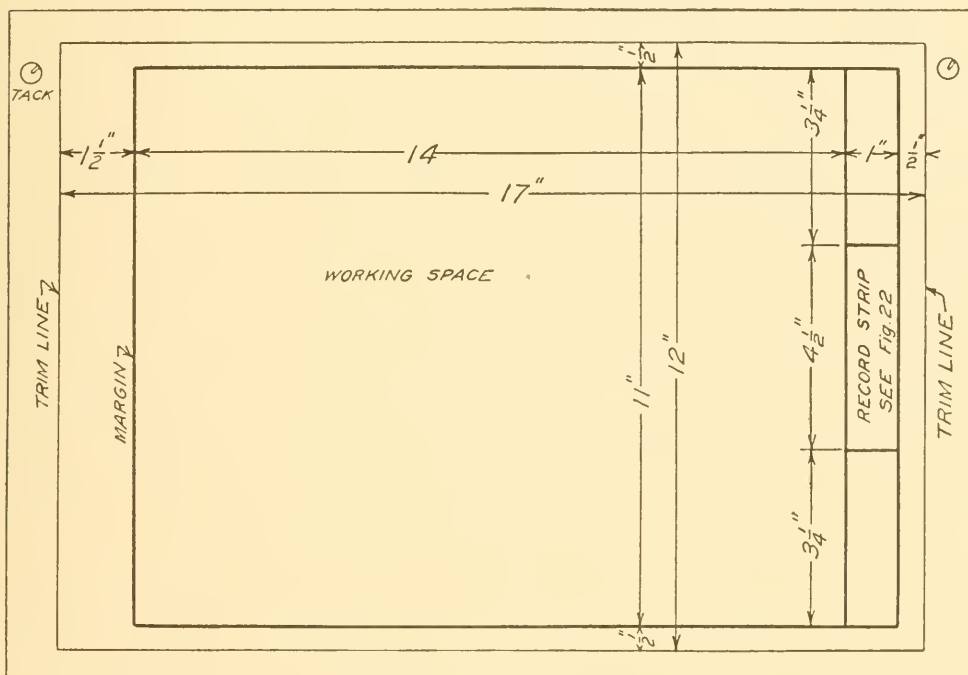 TACK
1/2"
1 1/2"
14
1"
1/2"
17"
3 1/4"
WORKING SPACE
TRIM LINE
MARGIN
11"
12"
4 1/2"
RECORD STRIP
SEE Fig. 22
TRIM LINE
3 1/4"
1/2"